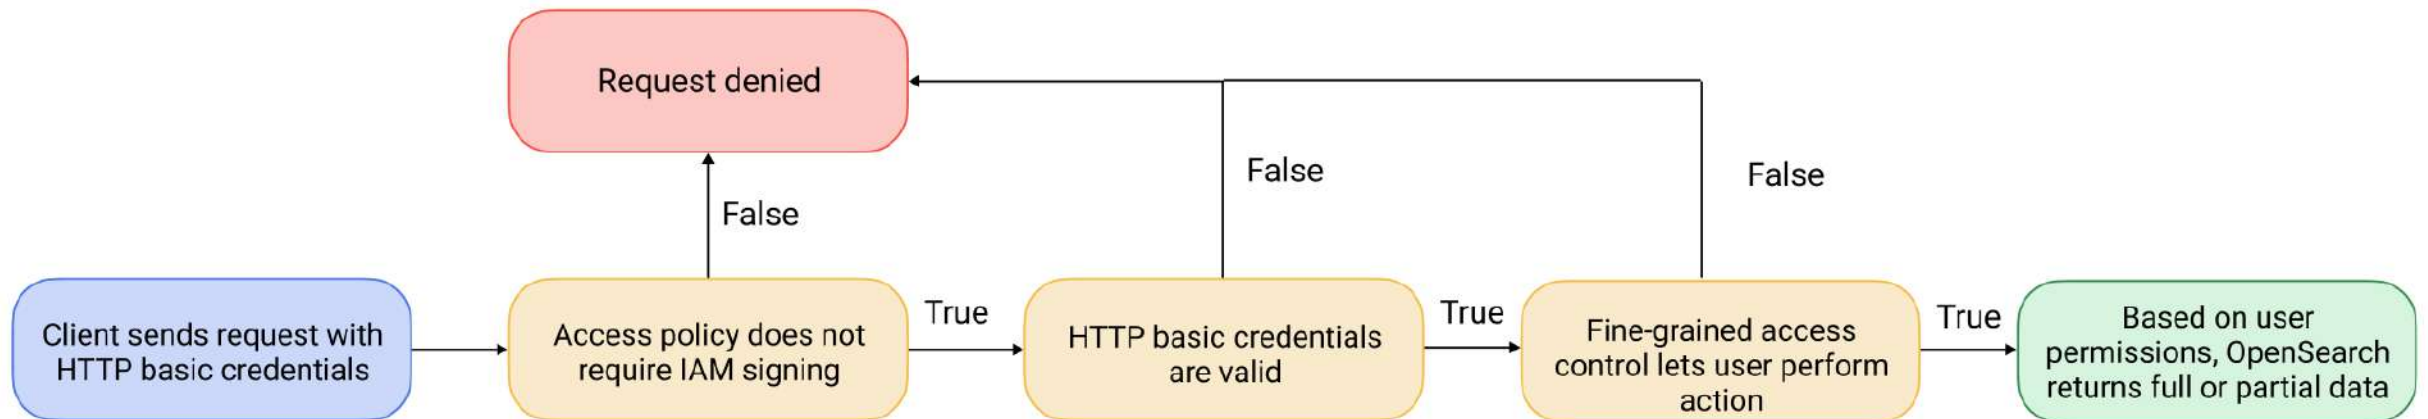 Request denied
False
False
False
Client sends request with
HTTP basic credentials
Access policy does not
require IAM signing
True
HTTP basic credentials
are valid
True
Fine-grained access
control lets user perform
action
True
Based on user
permissions, OpenSearch
returns full or partial data